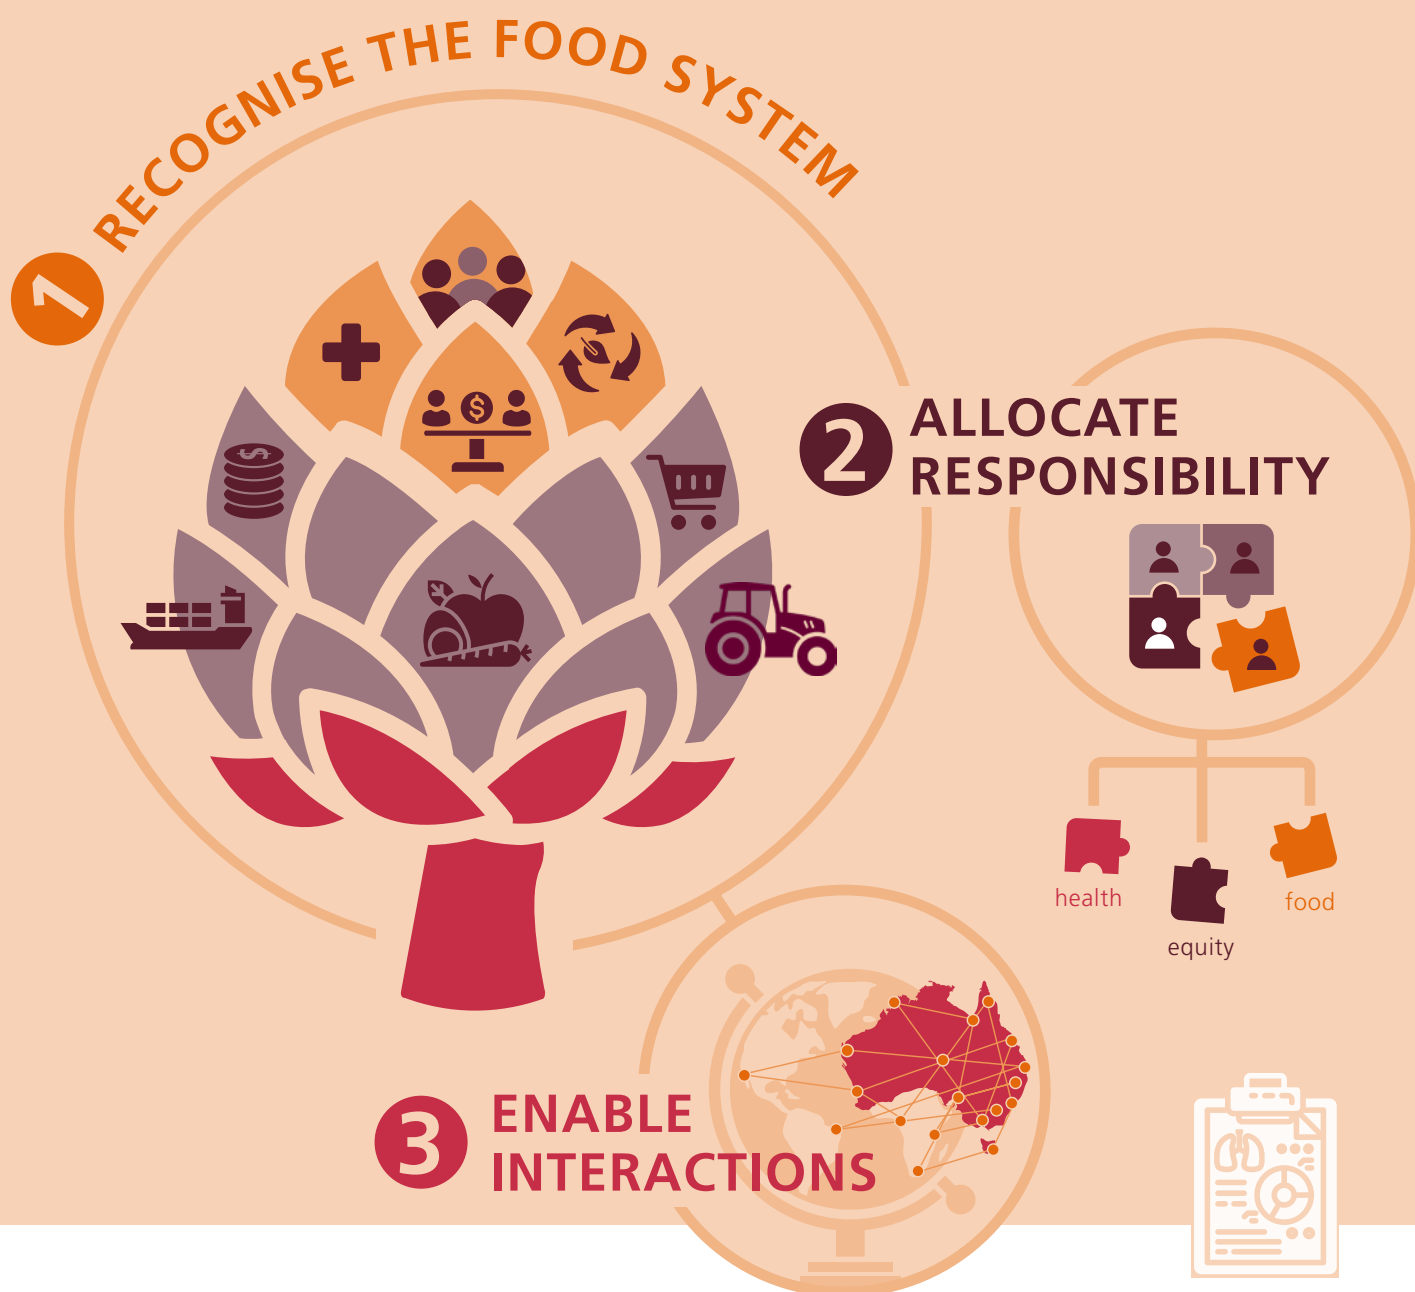 1 RECOGNISE THE FOOD SYSTEM
$
$
2 ALLOCATE
RESPONSIBILITY
health
equity
food
3 ENABLE
INTERACTIONS